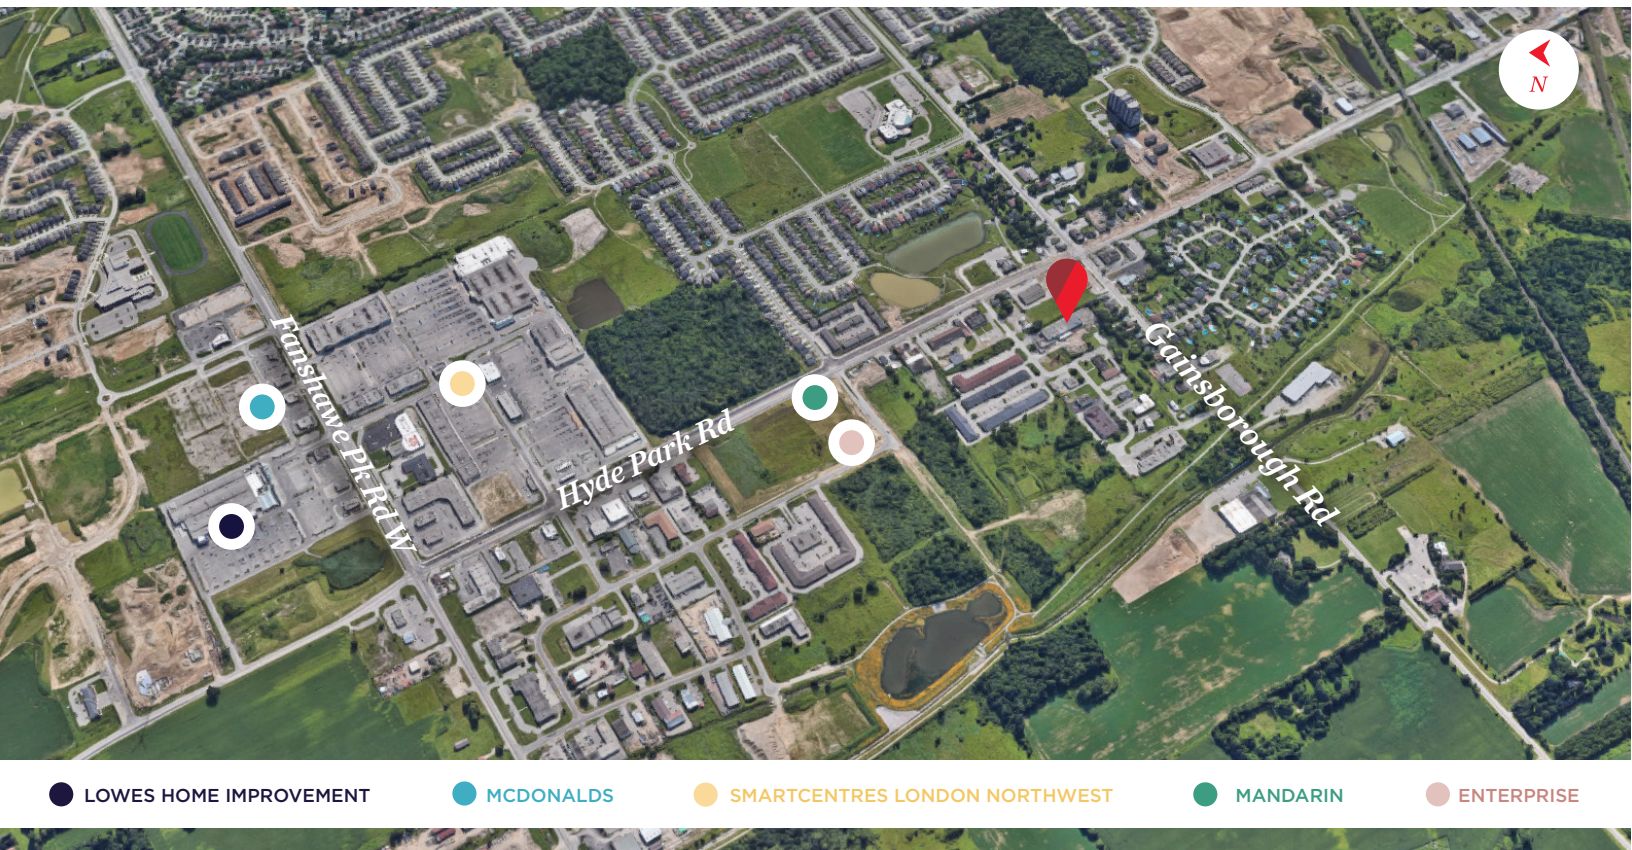 N
Fanshawe Pk Rd W
Hyde Park Rd
Gainsborough Rd
LOWES HOME IMPROVEMENT
MCDONALDS
SMARTCENTRES LONDON NORTHWEST
MANDARIN
ENTERPRISE